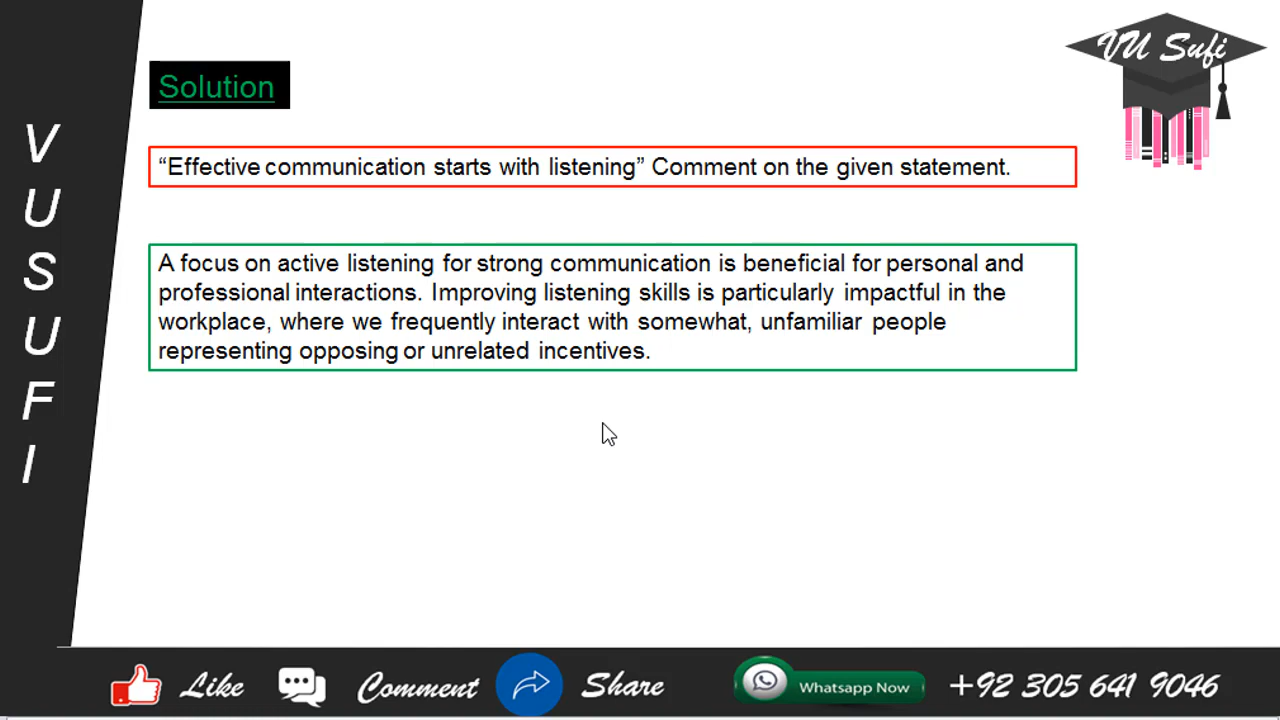 VU Sufi
Solution
V
U
S
U
F
I
“Effective communication starts with listening” Comment on the given statement.
A focus on active listening for strong communication is beneficial for personal and
professional interactions. Improving listening skills is particularly impactful in the
workplace, where we frequently interact with somewhat, unfamiliar people
representing opposing or unrelated incentives.
Like Comment Share Whatsapp Now +92 305 641 9046